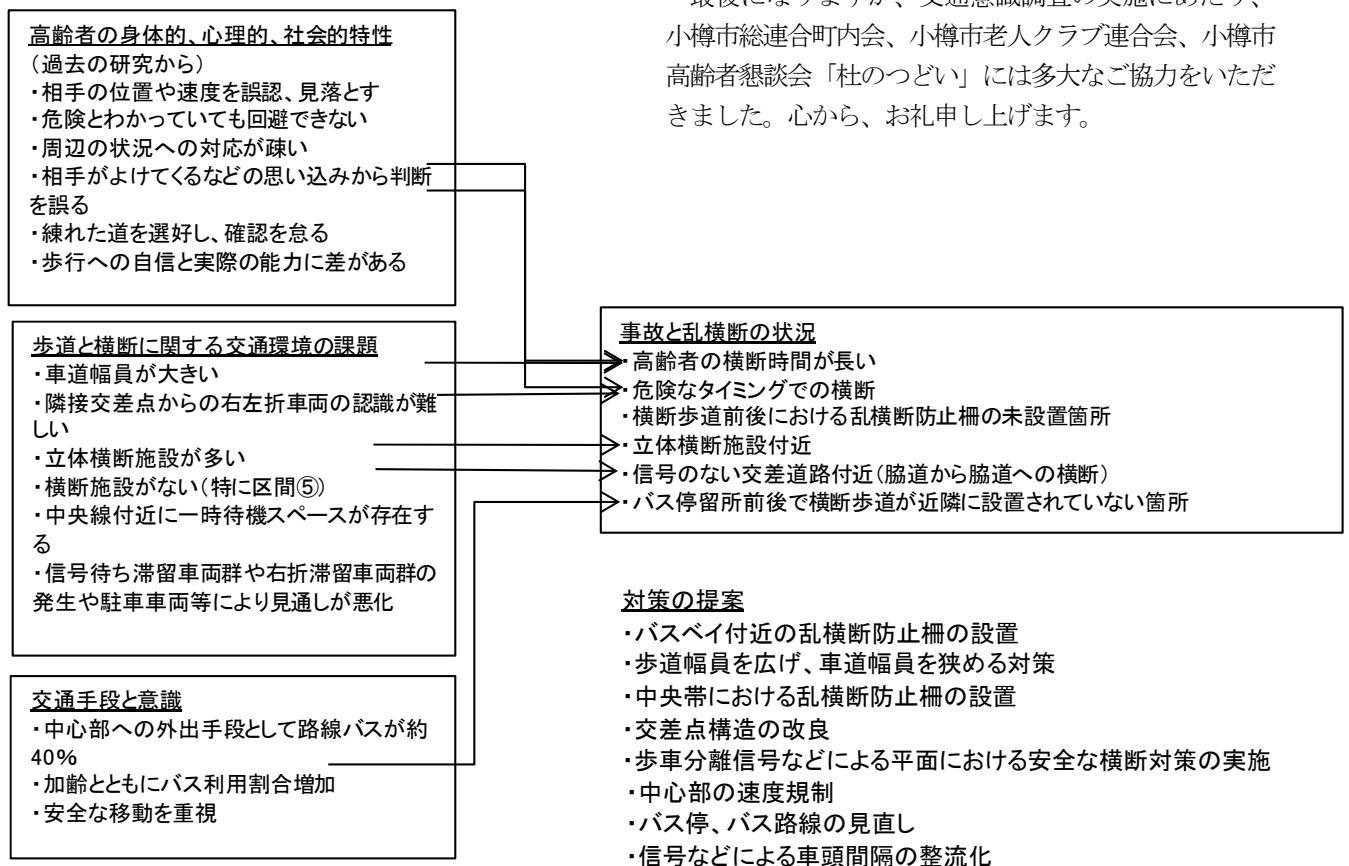 高齢者の身体的、心理的、社会的特性
（過去の研究から）
・相手の位置や速度を誤認、見落とす
・危険とわかっていても回避できない
・周辺の状況への対応が疎い
・相手がよけてくるなどの思い込みから判断
を誤る
・練れた道を選好し、確認を怠る
・歩行への自信と実際の能力に差がある
歩道と横断に関する交通環境の課題
・車道幅員が大きい
・隣接交差点からの右左折車両の認識が難
しい
・立体横断施設が多い
・横断施設がない（特に区間⑤）
・中央線付近に一時待機スペースが存在す
る
・信号待ち滞留車両群や右折滞留車両群の
発生や駐車車両等により見通しが悪化
交通手段と意識
・中心部への外出手段として路線バスが約
40%
・加齢とともにバス利用割合増加
・安全な移動を重視
最後になりますが、交通意識調査の実施にあたり、
小樽市総連合町内会、小樽市老人クラブ連合会、小樽市
高齢者懇談会「杜のつどい」には多大なご協力をいただ
きました。心から、お礼申し上げます。
事故と乱横断の状況
・高齢者の横断時間が長い
・危険なタイミングでの横断
・横断歩道前後における乱横断防止柵の未設置箇所
・立体横断施設付近
・信号のない交差道路付近（脇道から脇道への横断）
・バス停留所前後で横断歩道が近隣に設置されていない箇所
対策の提案
・バスベイ付近の乱横断防止柵の設置
・歩道幅員を広げ、車道幅員を狭める対策
・中央帯における乱横断防止柵の設置
・交差点構造の改良
・歩車分離信号などによる平面における安全な横断対策の実施
・中心部の速度規制
・バス停、バス路線の見直し
・信号などによる車頭間隔の整流化